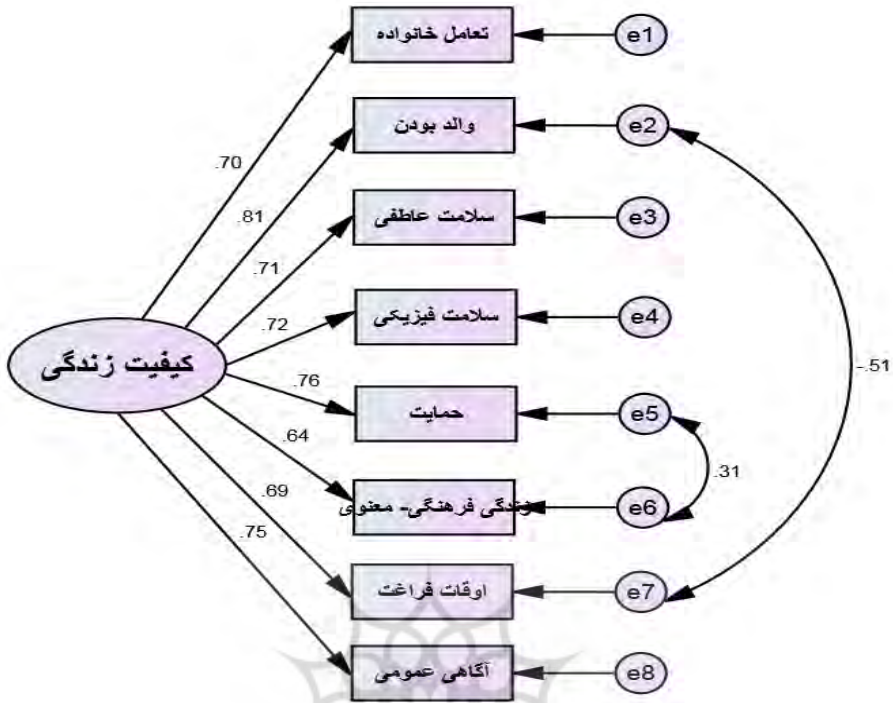 تعامل خانواده
e1
والد بودن
e2
سلامت عاطفی
e3
سلامت فیزیکی
e4
حمایت
e5
زندگی فرهنگی- معنوی
e6
اوقات فراغت
e7
آگاهی عمومی
e8
کیفیت زندگی
.70
.81
.71
.72
.76
.64
.69
.75
-.51
.31